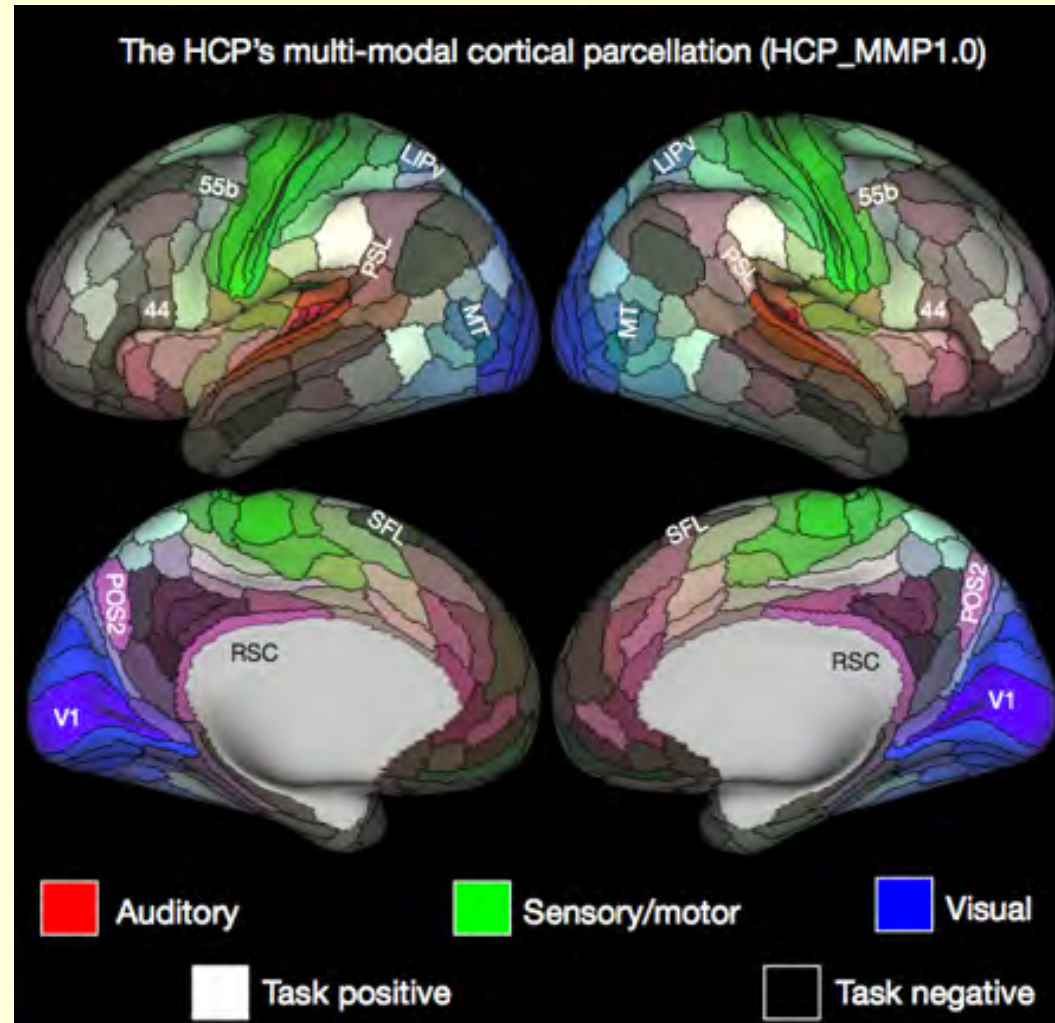 The HCP's multi-modal cortical parcellation (HCP_MMP1.0)
LIPv
LIPv
55b
55b
PSL
PSL
44
MT
MT
44
SFL
SFL
POS2
POS2
RSC
RSC
V1
V1
Auditory
Sensory/motor
Visual
Task positive
Task negative